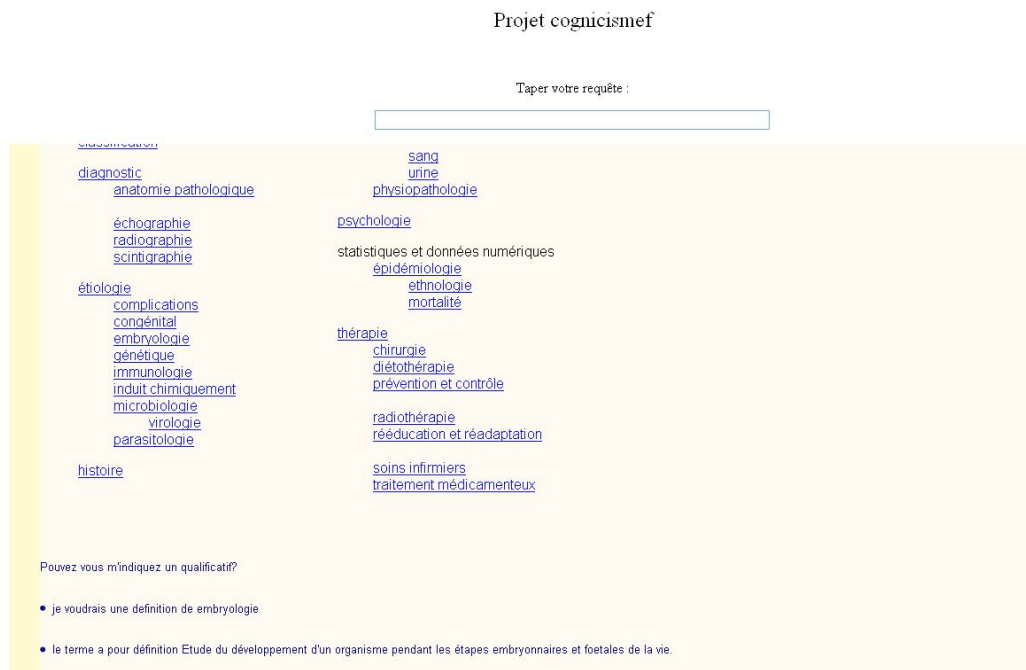 Projet cognicismef
Taper votre requête :
classification
diagnostic
anatomie pathologique
échographie
radiographie
scintigraphie
étiologie
complications
congénital
embryologie
génétique
immunologie
induit chimiquement
microbiologie
virologie
parasitologie
histoire
sang
urine
physiopathologie
psychologie
statistiques et données numériques
épidémiologie
ethnologie
mortalité
thérapie
chirurgie
diétothérapie
prévention et contrôle
radiothérapie
rééducation et réadaptation
soins infirmiers
traitement médicamenteux
Pouvez vous m'indiquez un qualificatif?
• je voudrais une definition de embryologie
• le terme a pour définition Etude du développement d'un organisme pendant les étapes embryonnaires et foetales de la vie.